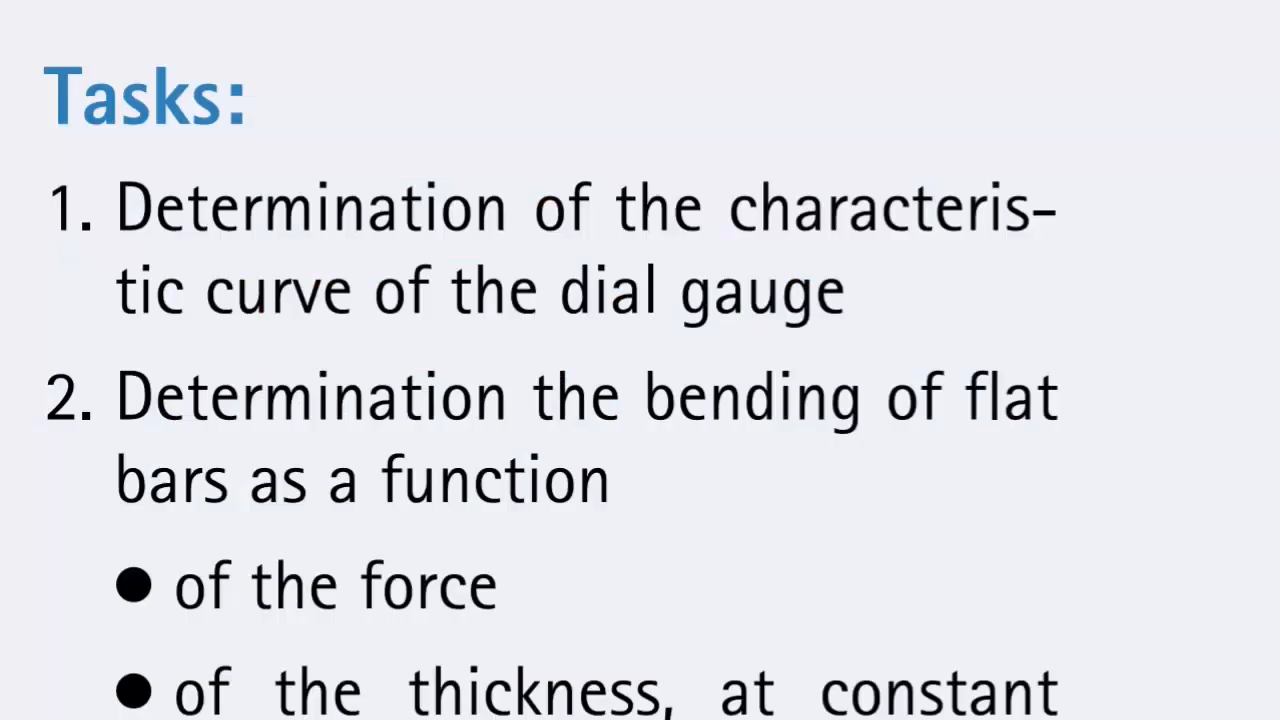 Tasks:
1. Determination of the characteris-
tic curve of the dial gauge
2. Determination the bending of flat
bars as a function
● of the force
● of the thickness, at constant